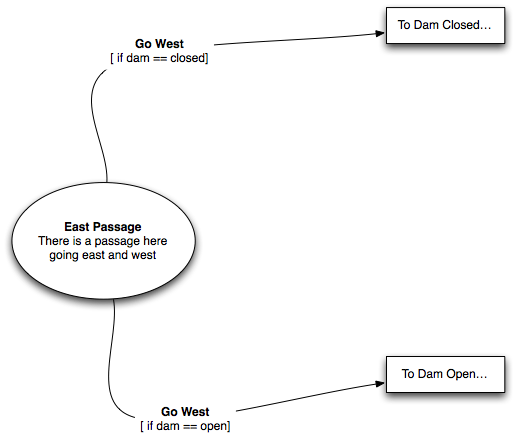 To Dam Closed…
Go West
[ if dam == closed]
East Passage
There is a passage here
going east and west
To Dam Open…
Go West
[ if dam == open]